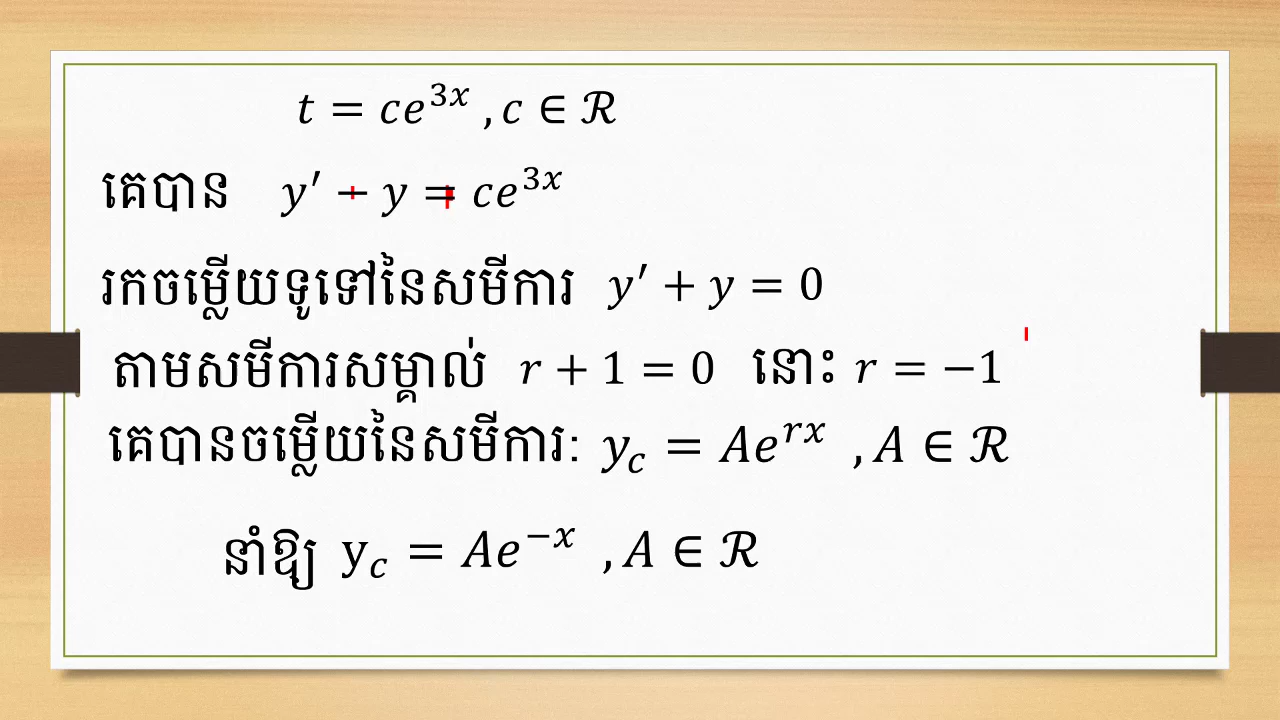 t = ce^{3x} , c ∈ ℛ
គេបាន y′ + y = ce^{3x}
រកចម្លើយទូទៅនៃសមីការ y′ + y = 0
តាមសមីការសម្គាល់ r + 1 = 0 នោះ r = −1
គេបានចម្លើយនៃសមីការ: y_c = Ae^{rx} , A ∈ ℛ
នាំឱ្យ y_c = Ae^{−x} , A ∈ ℛ